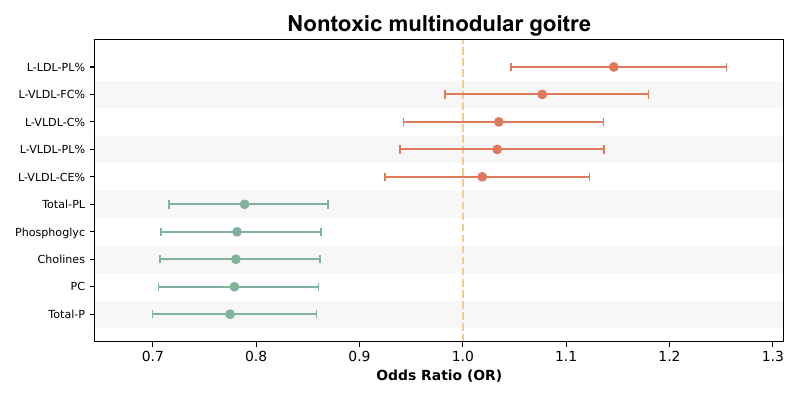 Nontoxic multinodular goitre
L-LDL-PL%
L-VLDL-FC%
L-VLDL-C%
L-VLDL-PL%
L-VLDL-CE%
Total-PL
Phosphoglyc
Cholines
PC
Total-P
0.7 0.8 0.9 1.0 1.1 1.2 1.3
Odds Ratio (OR)